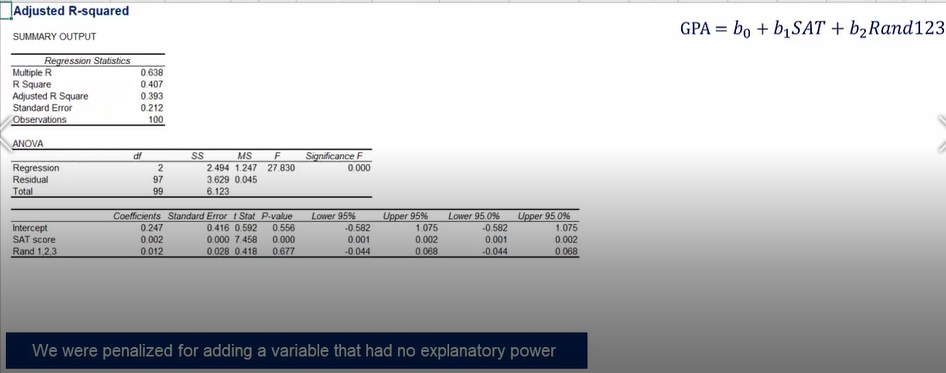 Adjusted R-squared
GPA = b₀ + b₁SAT + b₂Rand123
SUMMARY OUTPUT
Regression Statistics
Multiple R 0.638
R Square 0.407
Adjusted R Square 0.393
Standard Error 0.212
Observations 100
ANOVA
df SS MS F Significance F
Regression 2 2.494 1.247 27.830 0.000
Residual 97 3.629 0.045
Total 99 6.123
Coefficients Standard Error t Stat P-value Lower 95% Upper 95% Lower 95.0% Upper 95.0%
Intercept 0.247 0.416 0.592 0.556 -0.582 1.075 -0.582 1.075
SAT score 0.002 0.000 7.458 0.000 0.001 0.002 0.001 0.002
Rand 1,2,3 0.012 0.028 0.418 0.677 -0.044 0.068 -0.044 0.068
We were penalized for adding a variable that had no explanatory power